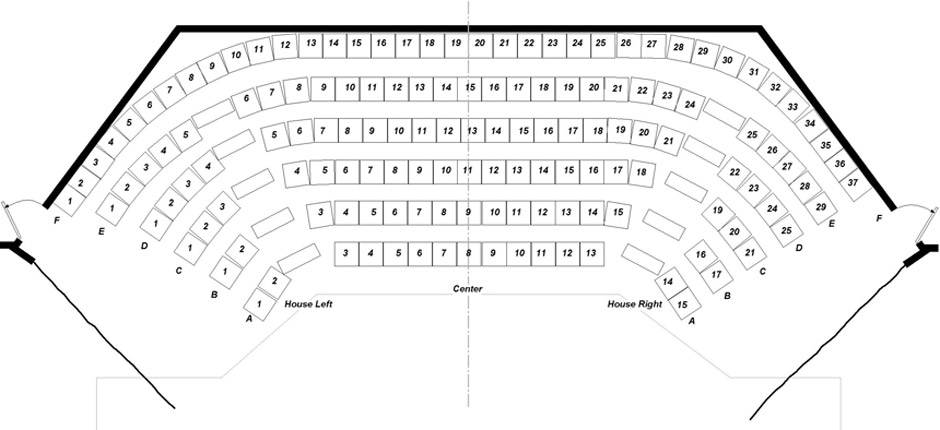 1 2 3 4 5 6 7 8 9 10 11 12 13 14 15 16 17 18 19 20 21 22 23 24 25 26 27 28 29 30 31 32 33 34 35 36 37
F F
1 2 3 4 5 6 7 8 9 10 11 12 13 14 15 16 17 18 19 20 21 22 23 24 25 26 27 28 29
E E
1 2 3 4 5 6 7 8 9 10 11 12 13 14 15 16 17 18 19 20 21 22 23 24 25
D D
1 2 3 4 5 6 7 8 9 10 11 12 13 14 15 16 17 18 19 20 21
C C
1 2 3 4 5 6 7 8 9 10 11 12 13 14 15 16 17
B B
1 2 3 4 5 6 7 8 9 10 11 12 13 14 15
A A
Center
House Left House Right